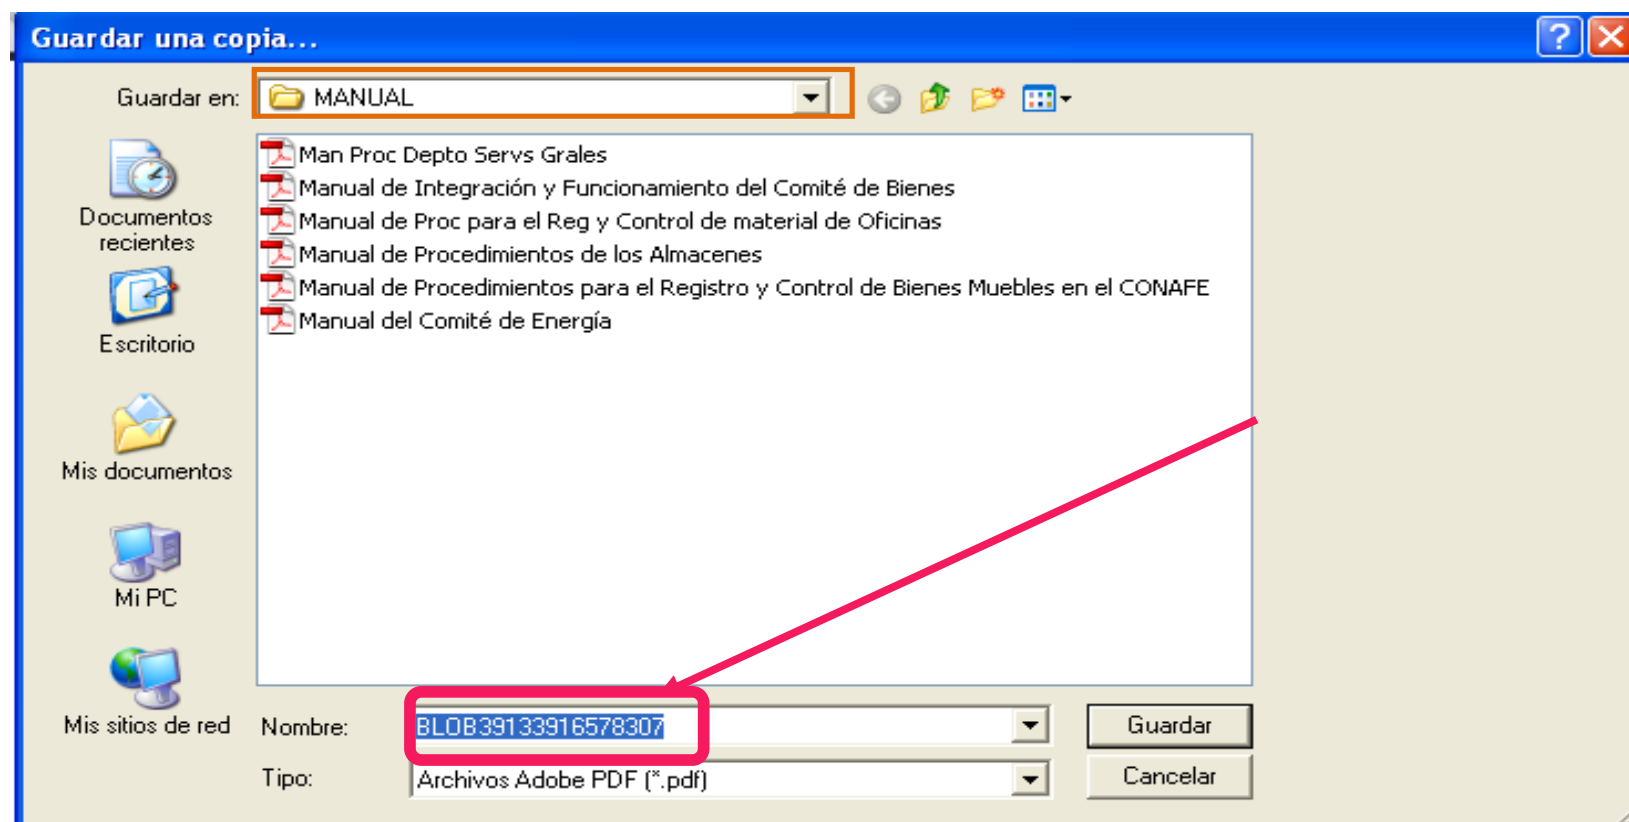 Guardar una copia...
Guardar en:
MANUAL
Man Proc Depto Servs Grales
Manual de Integración y Funcionamiento del Comité de Bienes
Manual de Proc para el Reg y Control de material de Oficinas
Manual de Procedimientos de los Almacenes
Manual de Procedimientos para el Registro y Control de Bienes Muebles en el CONAFE
Manual del Comité de Energía
Documentos
recientes
Escritorio
Mis documentos
Mi PC
Mis sitios de red
Nombre:
BLOB39133916578307
Guardar
Tipo:
Archivos Adobe PDF (*.pdf)
Cancelar